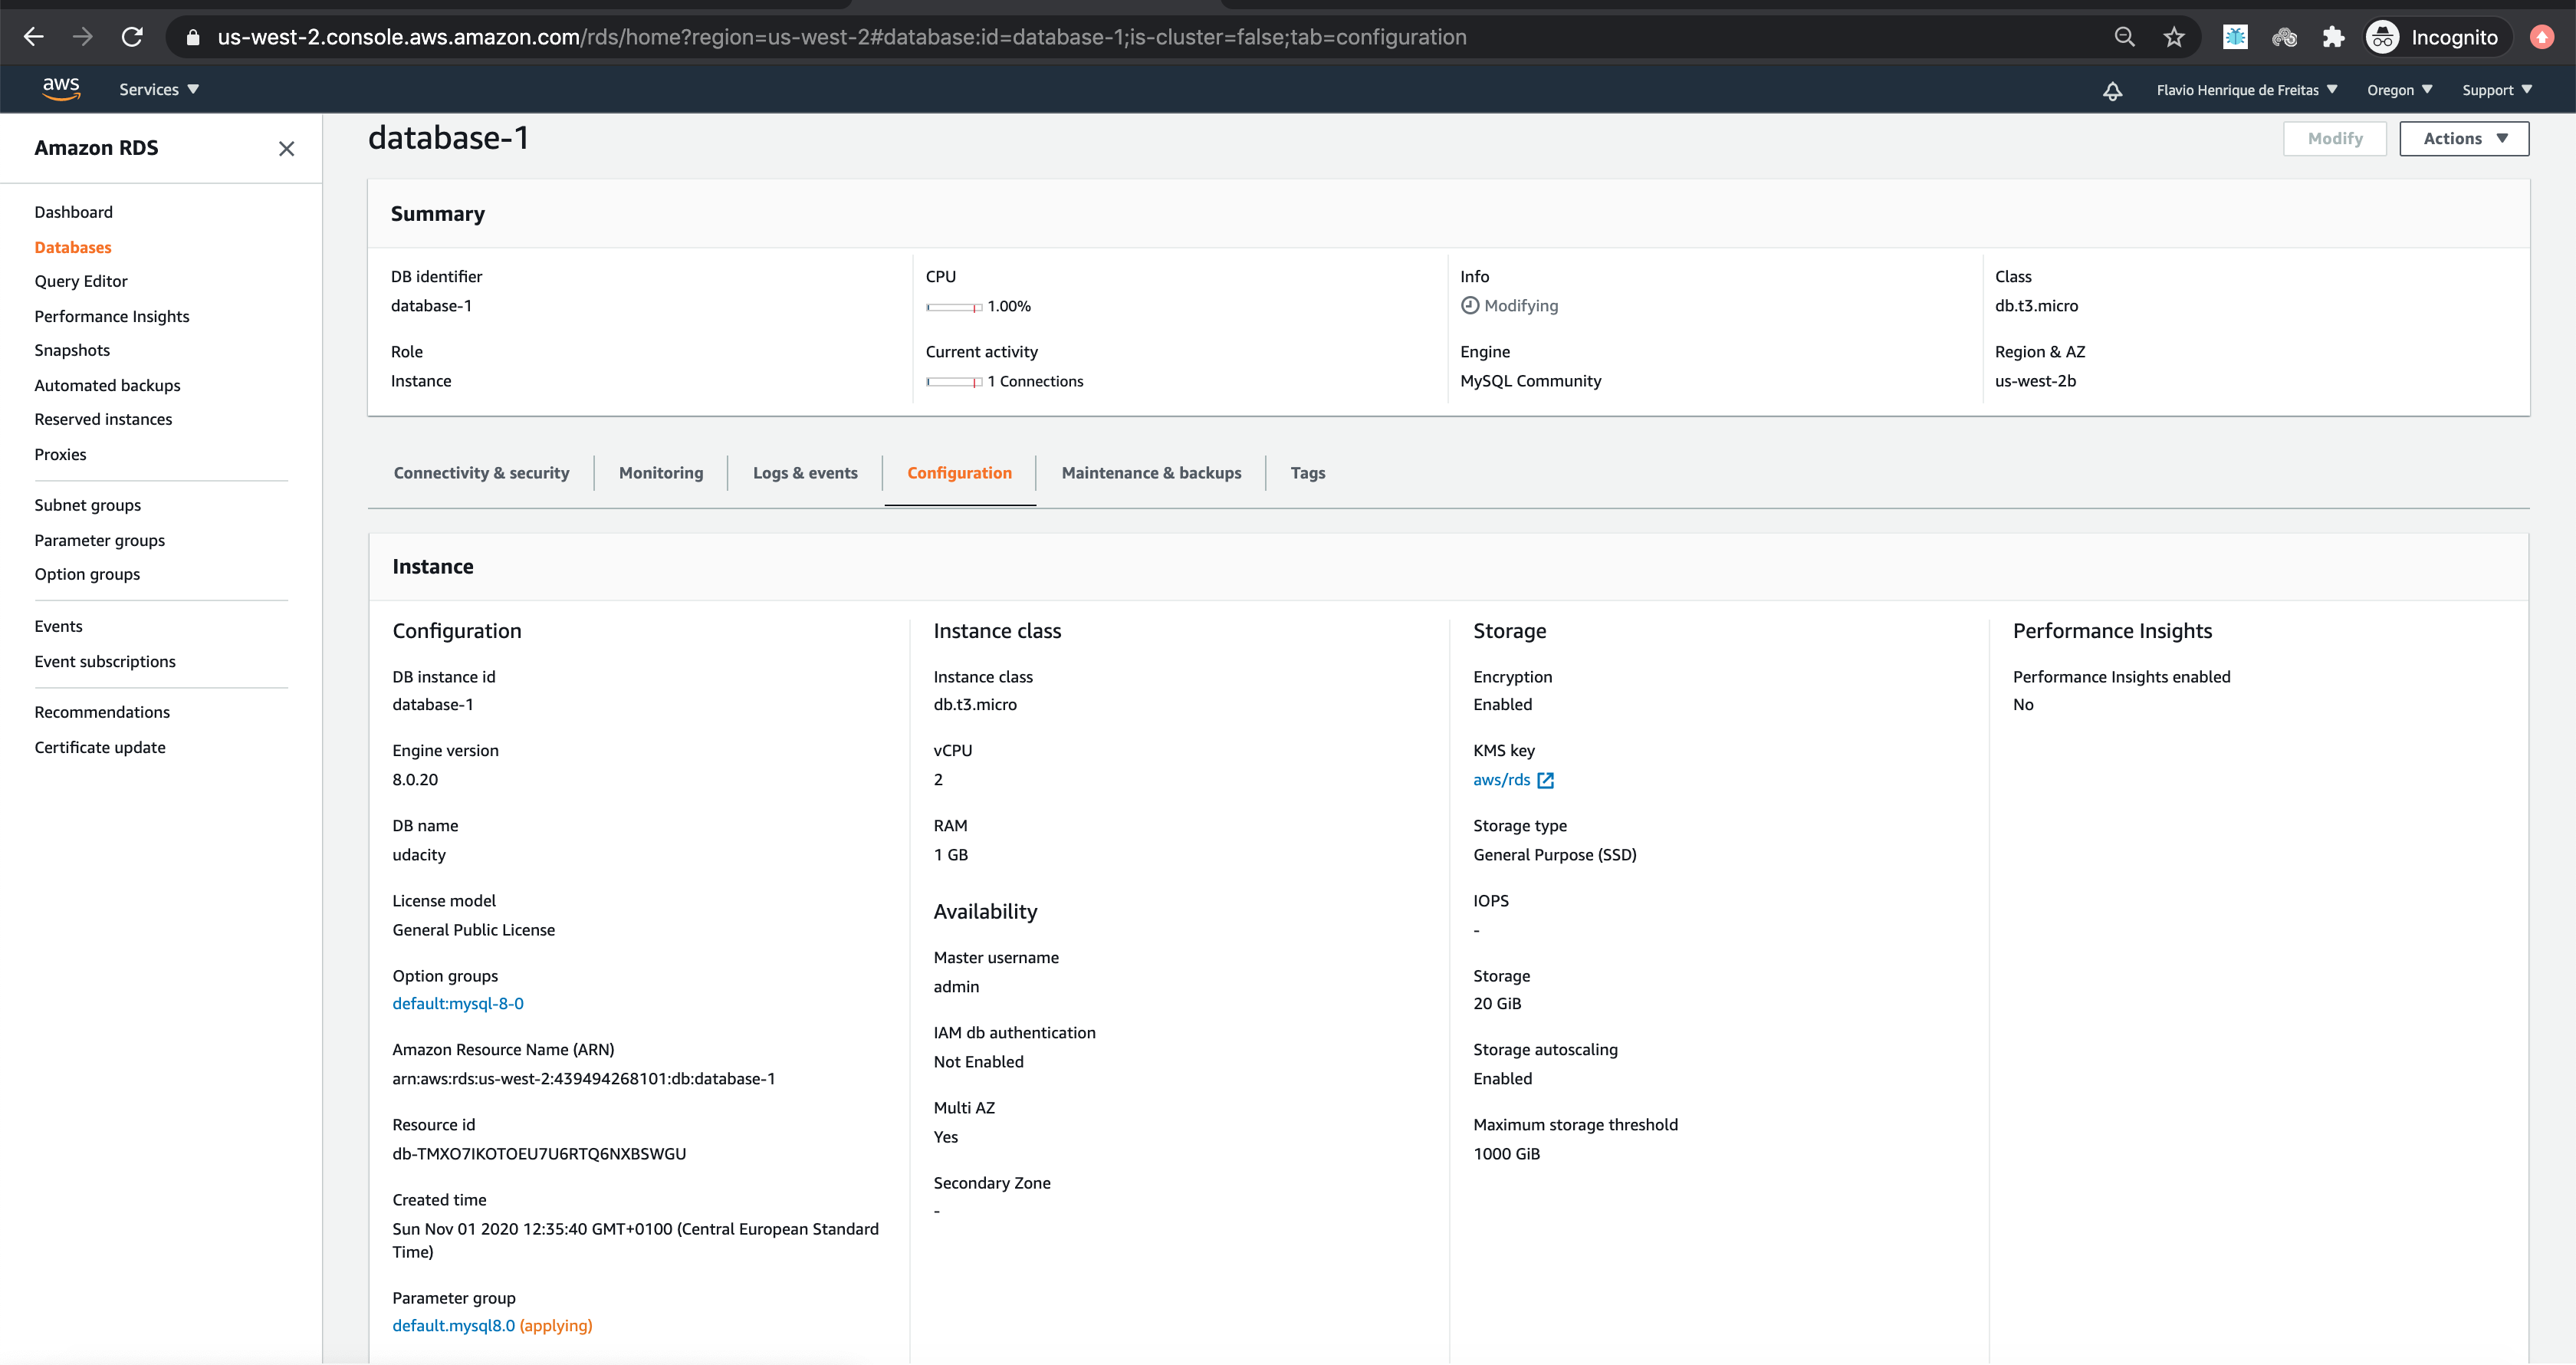 us-west-2.console.aws.amazon.com/rds/home?region=us-west-2#database:id=database-1;is-cluster=false;tab=configuration
Incognito
aws
Services
Flavio Henrique de Freitas
Oregon
Support
Amazon RDS
Dashboard
Databases
Query Editor
Performance Insights
Snapshots
Automated backups
Reserved instances
Proxies
Subnet groups
Parameter groups
Option groups
Events
Event subscriptions
Recommendations
Certificate update
database-1
Modify
Actions
Summary
DB identifier
database-1
Role
Instance
CPU
1.00%
Current activity
1 Connections
Info
Modifying
Engine
MySQL Community
Class
db.t3.micro
Region & AZ
us-west-2b
Connectivity & security
Monitoring
Logs & events
Configuration
Maintenance & backups
Tags
Instance
Configuration
DB instance id
database-1
Engine version
8.0.20
DB name
udacity
License model
General Public License
Option groups
default:mysql-8-0
Amazon Resource Name (ARN)
arn:aws:rds:us-west-2:439494268101:db:database-1
Resource id
db-TMXO7IKOTOEU7U6RTQ6NXBSWGU
Created time
Sun Nov 01 2020 12:35:40 GMT+0100 (Central European Standard
Time)
Parameter group
default.mysql8.0 (applying)
Instance class
Instance class
db.t3.micro
vCPU
2
RAM
1 GB
Availability
Master username
admin
IAM db authentication
Not Enabled
Multi AZ
Yes
Secondary Zone
-
Storage
Encryption
Enabled
KMS key
aws/rds
Storage type
General Purpose (SSD)
IOPS
-
Storage
20 GiB
Storage autoscaling
Enabled
Maximum storage threshold
1000 GiB
Performance Insights
Performance Insights enabled
No